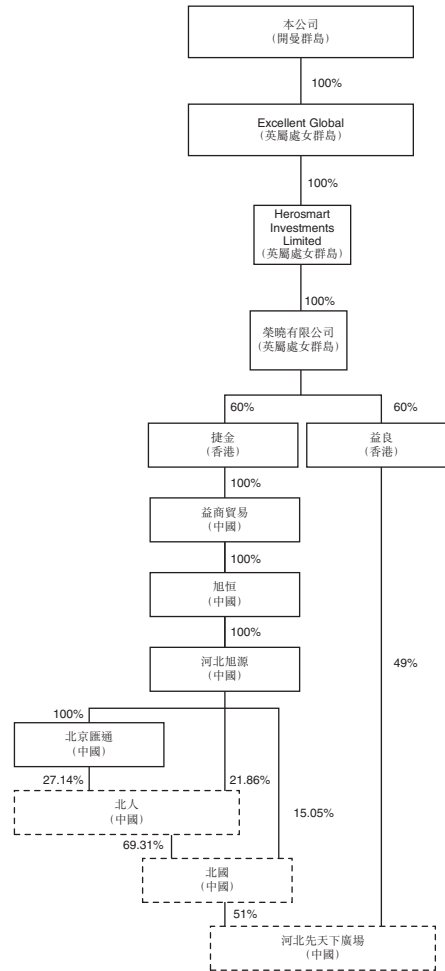 本公司
(開曼群島)
100%
Excellent Global
(英屬處女群島)
100%
Herosmart
Investments
Limited
(英屬處女群島)
100%
榮曉有限公司
(英屬處女群島)
60%
60%
捷金
(香港)
益良
(香港)
100%
益商貿易
(中國)
100%
旭恒
(中國)
100%
河北旭源
(中國)
49%
100%
北京匯通
(中國)
27.14%
21.86%
15.05%
北人
(中國)
69.31%
北國
(中國)
51%
河北先天下廣場
(中國)